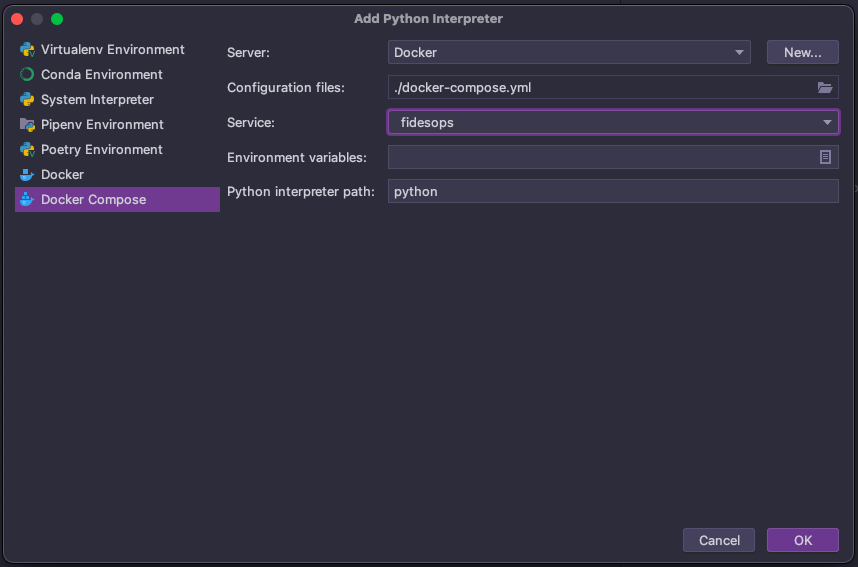 Add Python Interpreter
Virtualenv Environment
Conda Environment
System Interpreter
Pipenv Environment
Poetry Environment
Docker
Docker Compose
Server:
Docker
New...
Configuration files:
./docker-compose.yml
Service:
fidesops
Environment variables:
Python interpreter path:
python
Cancel
OK